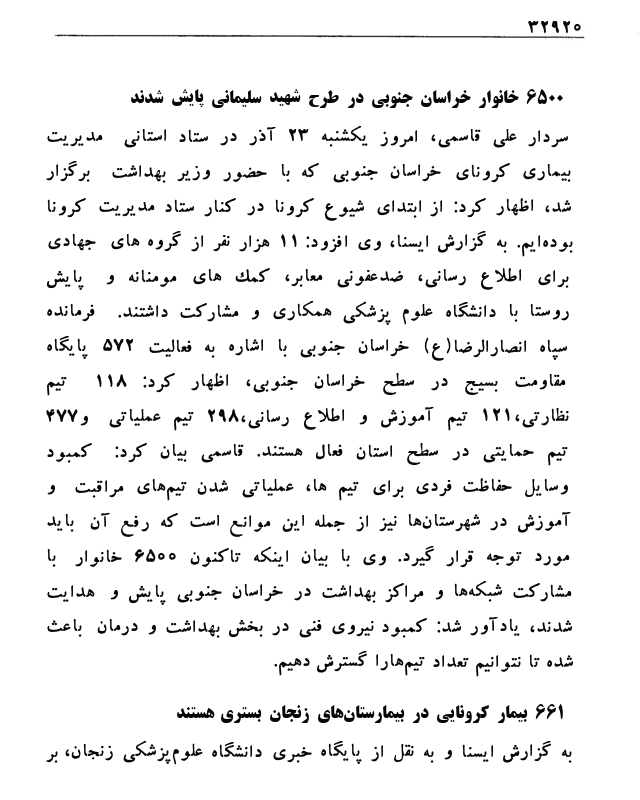 ۳۲۹۲۵
۶۵۰۰ خانوار خراسان جنوبی در طرح شهید سلیمانی پایش شدند
سردار علی قاسمی، امروز یکشنبه ۲۳ آذر در ستاد استانی مدیریت
بیماری کرونای خراسان جنوبی که با حضور وزیر بهداشت برگزار
شد، اظهار کرد: از ابتدای شیوع کرونا در کنار ستاد مدیریت کرونا
بوده‌ایم. به گزارش ایسنا، وی افزود: ۱۱ هزار نفر از گروه های جهادی
برای اطلاع رسانی، ضدعفونی معابر، کمک های مومنانه و پایش
روستا با دانشگاه علوم پزشکی همکاری و مشارکت داشتند. فرمانده
سپاه انصارالرضا(ع) خراسان جنوبی با اشاره به فعالیت ۵۷۲ پایگاه
مقاومت بسیج در سطح خراسان جنوبی، اظهار کرد: ۱۱۸ تیم
نظارتی،۱۲۱ تیم آموزش و اطلاع رسانی،۲۹۸ تیم عملیاتی و۴۷۷
تیم حمایتی در سطح استان فعال هستند. قاسمی بیان کرد: کمبود
وسایل حفاظت فردی برای تیم ها، عملیاتی شدن تیم‌های مراقبت و
آموزش در شهرستان‌ها نیز از جمله این موانع است که رفع آن باید
مورد توجه قرار گیرد. وی با بیان اینکه تاکنون ۶۵۰۰ خانوار با
مشارکت شبکه‌ها و مراکز بهداشت در خراسان جنوبی پایش و هدایت
شدند، یادآور شد: کمبود نیروی فنی در بخش بهداشت و درمان باعث
شده تا نتوانیم تعداد تیم‌هارا گسترش دهیم.
۶۶۱ بیمار کرونایی در بیمارستان‌های زنجان بستری هستند
به گزارش ایسنا و به نقل از پایگاه خبری دانشگاه علوم‌پزشکی زنجان، بر